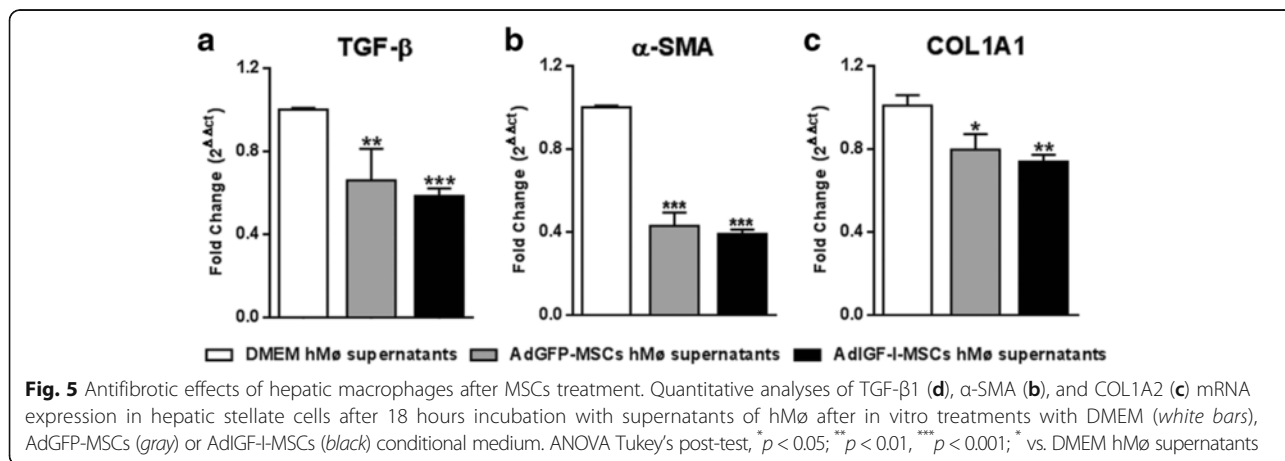 a TGF-β
b α-SMA
c COL1A1
Fold Change (2^ΔΔct)
1.2
0.8
0.4
0.0
**
***
Fold Change (2^ΔΔct)
1.2
0.8
0.4
0.0
***
***
Fold Change (2^ΔΔct)
1.2
0.8
0.4
0.0
*
**
DMEM hMø supernatants AdGFP-MSCs hMø supernatants AdIGF-I-MSCs hMø supernatants
Fig. 5 Antifibrotic effects of hepatic macrophages after MSCs treatment. Quantitative analyses of TGF-β1 (d), α-SMA (b), and COL1A2 (c) mRNA
expression in hepatic stellate cells after 18 hours incubation with supernatants of hMø after in vitro treatments with DMEM (white bars),
AdGFP-MSCs (gray) or AdIGF-I-MSCs (black) conditional medium. ANOVA Tukey's post-test, *p < 0.05; **p < 0.01, ***p < 0.001; * vs. DMEM hMø supernatants